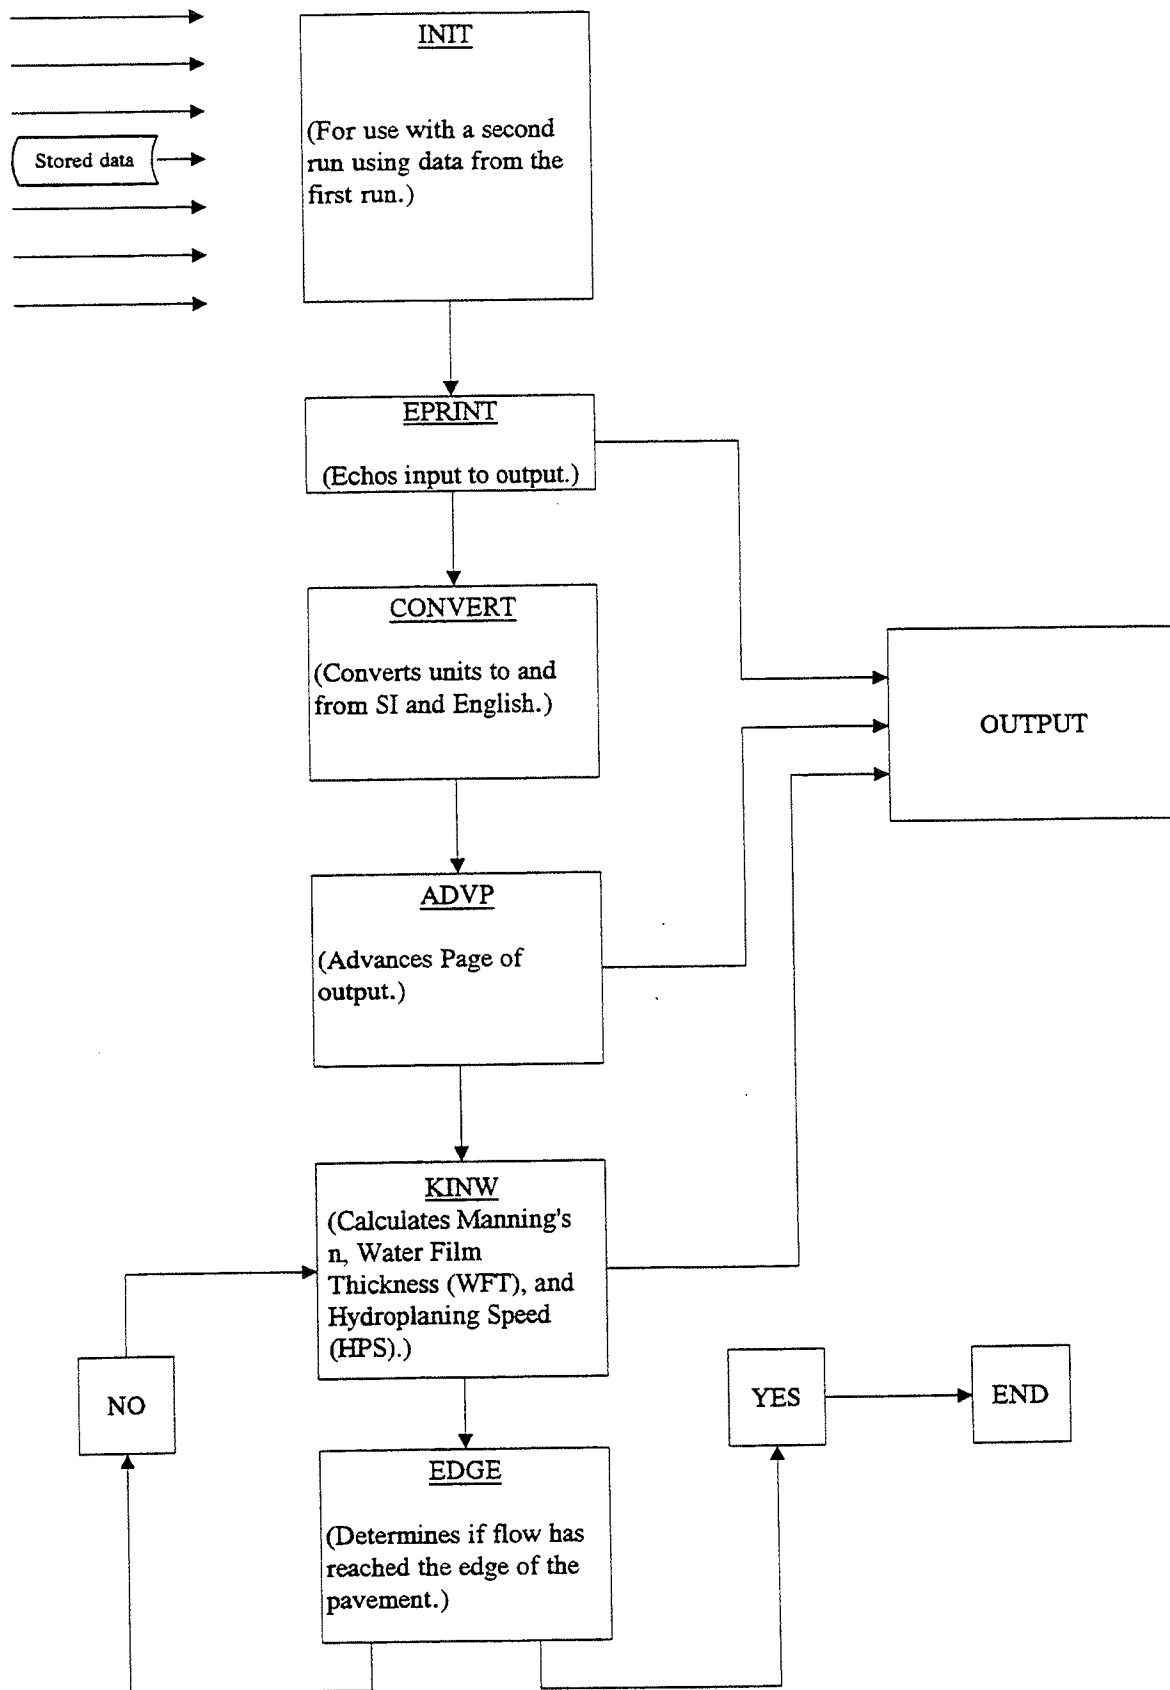 INIT
(For use with a second
run using data from the
first run.)
Stored data
EPRINT
(Echos input to output.)
CONVERT
(Converts units to and
from SI and English.)
OUTPUT
ADVP
(Advances Page of
output.)
KINW
(Calculates Manning's
n, Water Film
Thickness (WFT), and
Hydroplaning Speed
(HPS).)
NO
YES
END
EDGE
(Determines if flow has
reached the edge of the
pavement.)